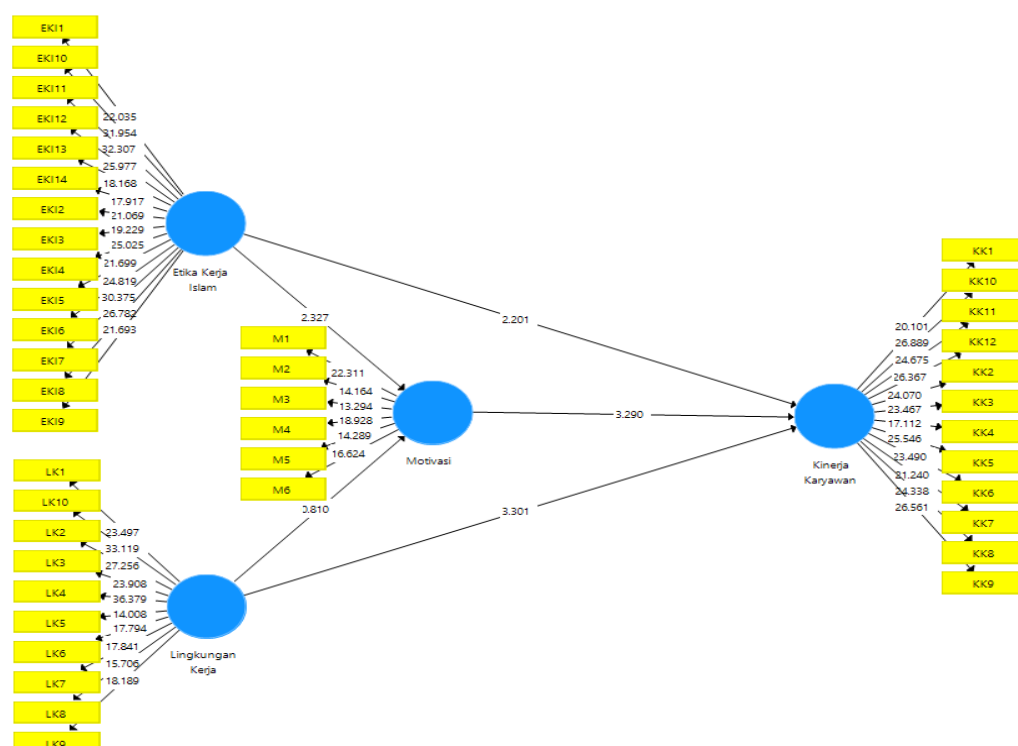 EKI1
EKI10
EKI11
EKI12
EKI13
EKI14
EKI2
EKI3
EKI4
EKI5
EKI6
EKI7
EKI8
EKI9
22.035
31.954
32.307
25.977
18.168
17.917
21.069
19.229
25.025
21.699
24.819
30.375
26.782
21.693
Etika Kerja
Islam
2.327
2.201
M1
M2
M3
M4
M5
M6
22.311
14.164
13.294
18.928
14.289
16.624
Motivasi
3.290
3.301
LK1
LK10
LK2
LK3
LK4
LK5
LK6
LK7
LK8
LK9
23.497
33.119
27.256
23.908
36.379
14.008
17.794
17.841
15.706
18.189
Lingkungan
Kerja
Kinerja
Karyawan
20.101
26.889
24.675
26.367
24.070
23.467
17.112
25.546
23.490
21.240
24.338
26.561
KK1
KK10
KK11
KK12
KK2
KK3
KK4
KK5
KK6
KK7
KK8
KK9